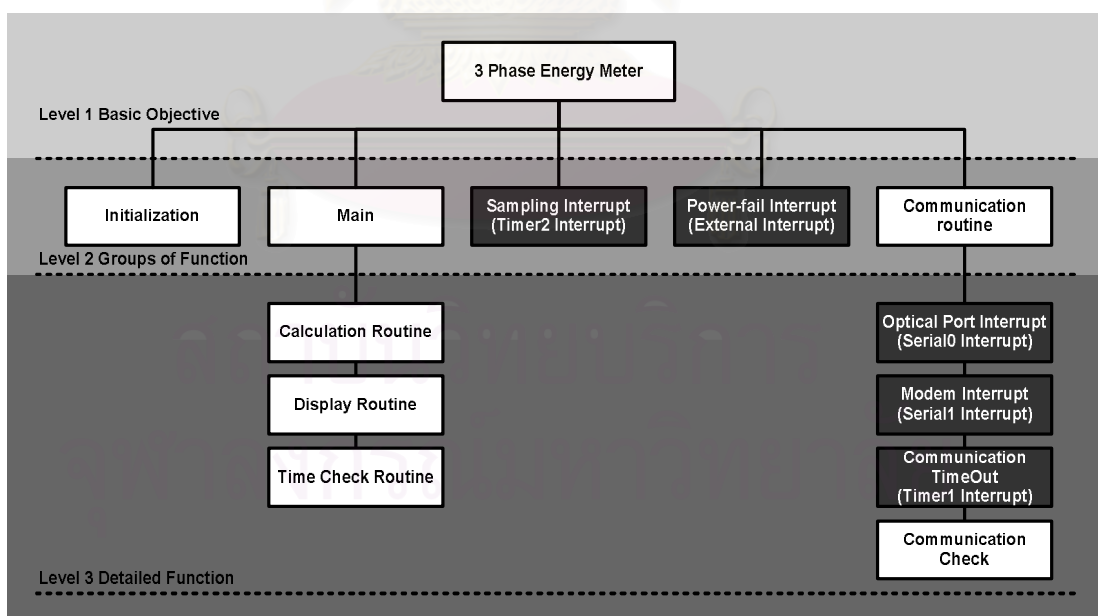 3 Phase Energy Meter
Level 1 Basic Objective
Initialization
Main
Sampling Interrupt
(Timer2 Interrupt)
Power-fail Interrupt
(External Interrupt)
Communication
routine
Level 2 Groups of Function
Calculation Routine
Display Routine
Time Check Routine
Optical Port Interrupt
(Serial0 Interrupt)
Modem Interrupt
(Serial1 Interrupt)
Communication
TimeOut
(Timer1 Interrupt)
Communication
Check
Level 3 Detailed Function